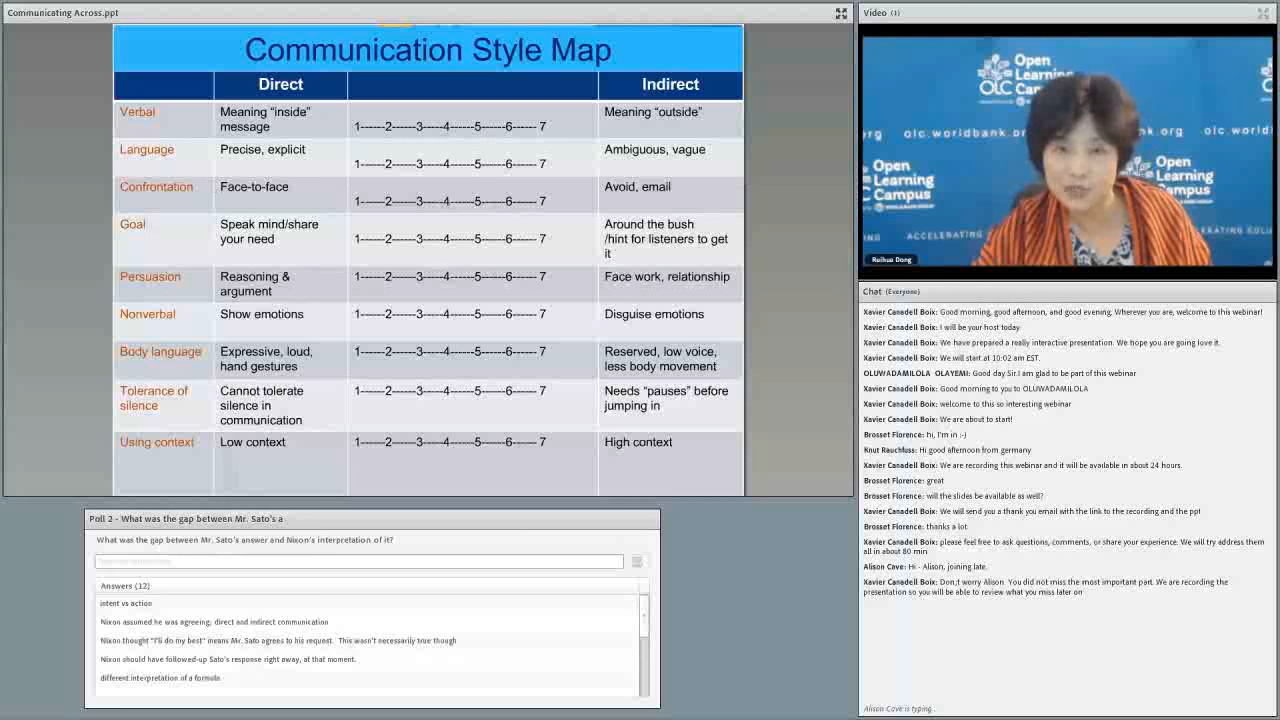 Communicating Across.ppt
Communication Style Map
Direct
Indirect
Verbal
Meaning “inside”
message
1------2------3-----4------5------6------ 7
Meaning “outside”
Language
Precise, explicit
1------2------3-----4------5------6------ 7
Ambiguous, vague
Confrontation
Face-to-face
1------2------3-----4------5------6------ 7
Avoid, email
Goal
Speak mind/share
your need
1------2------3-----4------5------6------ 7
Around the bush
/hint for listeners to get
it
Persuasion
Reasoning &
argument
1------2------3-----4------5------6------ 7
Face work, relationship
Nonverbal
Show emotions
1------2------3-----4------5------6------ 7
Disguise emotions
Body language
Expressive, loud,
hand gestures
1------2------3-----4------5------6------ 7
Reserved, low voice,
less body movement
Tolerance of
silence
Cannot tolerate
silence in
communication
1------2------3-----4------5------6------ 7
Needs “pauses” before
jumping in
Using context
Low context
1------2------3-----4------5------6------ 7
High context
Poll 2 - What was the gap between Mr. Sato's a
What was the gap between Mr. Sato's answer and Nixon's interpretation of it?
Answers (12)
intent vs action
Nixon assumed he was agreeing; direct and indirect communication
Nixon thought "I'll do my best" means Mr. Sato agrees to his request. This wasn't necessarily true though
Nixon should have followed-up Sato's response right away, at that moment.
different interpretation of a formula
Video (1)
Open
Learning
Campus
OLC
olc.worldbank.org
Open
Learning
Campus
Open
Learning
Campus
ACCELERATING
Ruihua Dong
Chat (Everyone)
Xavier Canadell Boix: Good morning, good afternoon, and good evening. Wherever you are, welcome to this webinar!
Xavier Canadell Boix: I will be your host today
Xavier Canadell Boix: We have prepared a really interactive presentation. We hope you are going love it.
Xavier Canadell Boix: We will start at 10:02 am EST.
OLUWADAMILOLA OLAYEMI: Good day Sir.I am glad to be part of this webinar
Xavier Canadell Boix: Good morning to you to OLUWADAMILOLA
Xavier Canadell Boix: welcome to this so interesting webinar
Xavier Canadell Boix: We are about to start!
Brosset Florence: hi, I'm in :-)
Knut Rauchfuss: Hi good afternoon from germany
Xavier Canadell Boix: We are recording this webinar and it will be available in about 24 hours.
Brosset Florence: great
Brosset Florence: will the slides be available as well?
Xavier Canadell Boix: We will send you a thank you email with the link to the recording and the ppt
Brosset Florence: thanks a lot
Xavier Canadell Boix: please feel free to ask questions, comments, or share your experience. We will try address them
all in about 80 min
Alison Cave: Hi - Alison, joining late.
Xavier Canadell Boix: Don,;t worry Alison. You did not miss the most important part. We are recording the
presentation so you will be able to review what you miss later on
Alison Cave is typing...